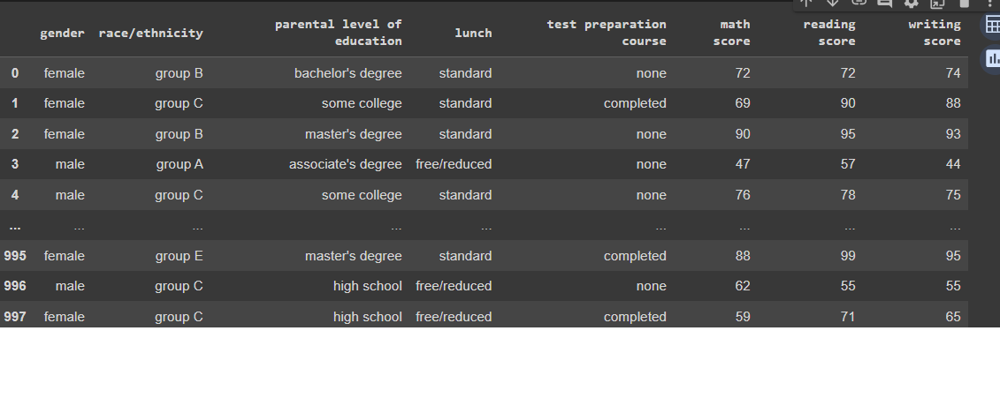 gender race/ethnicity parental level of education lunch test preparation course math score reading score writing score
0 female group B bachelor's degree standard none 72 72 74
1 female group C some college standard completed 69 90 88
2 female group B master's degree standard none 90 95 93
3 male group A associate's degree free/reduced none 47 57 44
4 male group C some college standard none 76 78 75
... ... ... ... ... ... ... ... ...
995 female group E master's degree standard completed 88 99 95
996 male group C high school free/reduced none 62 55 55
997 female group C high school free/reduced completed 59 71 65